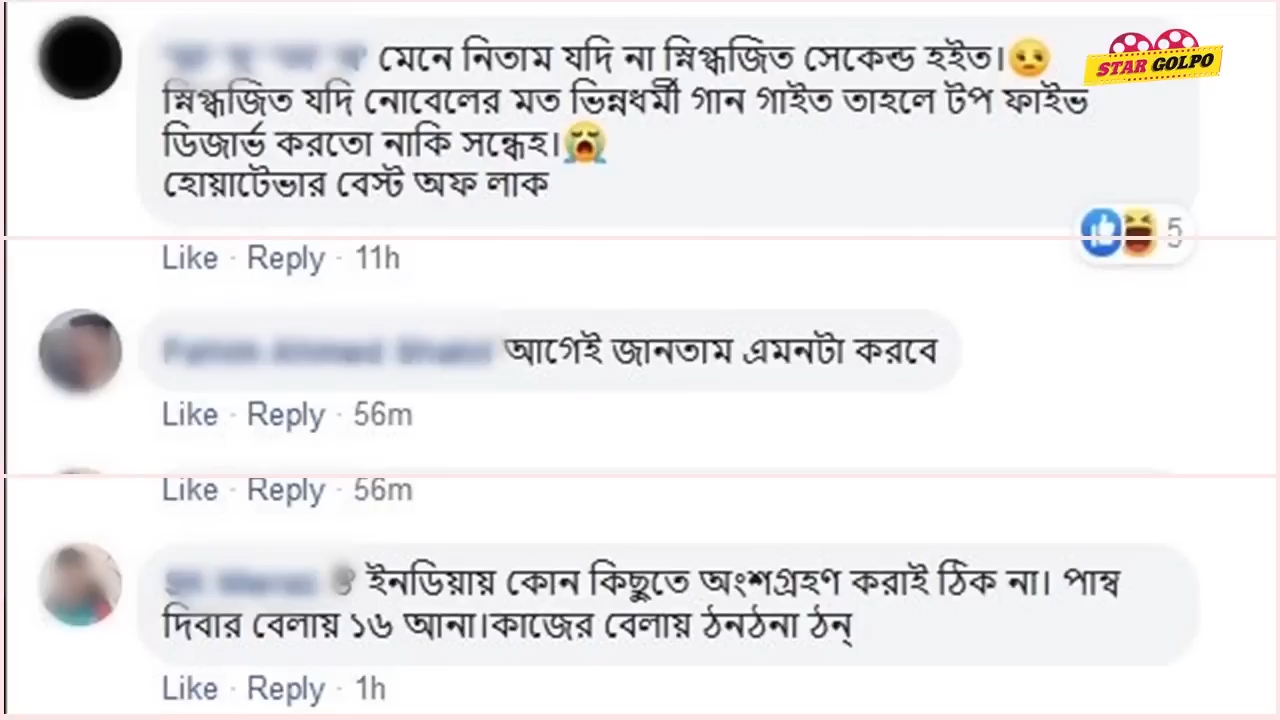 মেনে নিতাম যদি না স্নিগ্ধজিত সেকেন্ড হইত।😒
STAR GOLPO
স্নিগ্ধজিত যদি নোবেলের মত ভিন্নধর্মী গান গাইত তাহলে টপ ফাইভ
ডিজার্ভ করতো নাকি সন্ধেহ।😭
হোয়াটেভার বেস্ট অফ লাক
5
Like · Reply · 11h
আগেই জানতাম এমনটা করবে
Like · Reply · 56m
Like · Reply · 56m
ইনডিয়ায় কোন কিছুতে অংশগ্রহণ করাই ঠিক না। পাম্ব
দিবার বেলায় ১৬ আনা।কাজের বেলায় ঠনঠনা ঠন্
Like · Reply · 1h